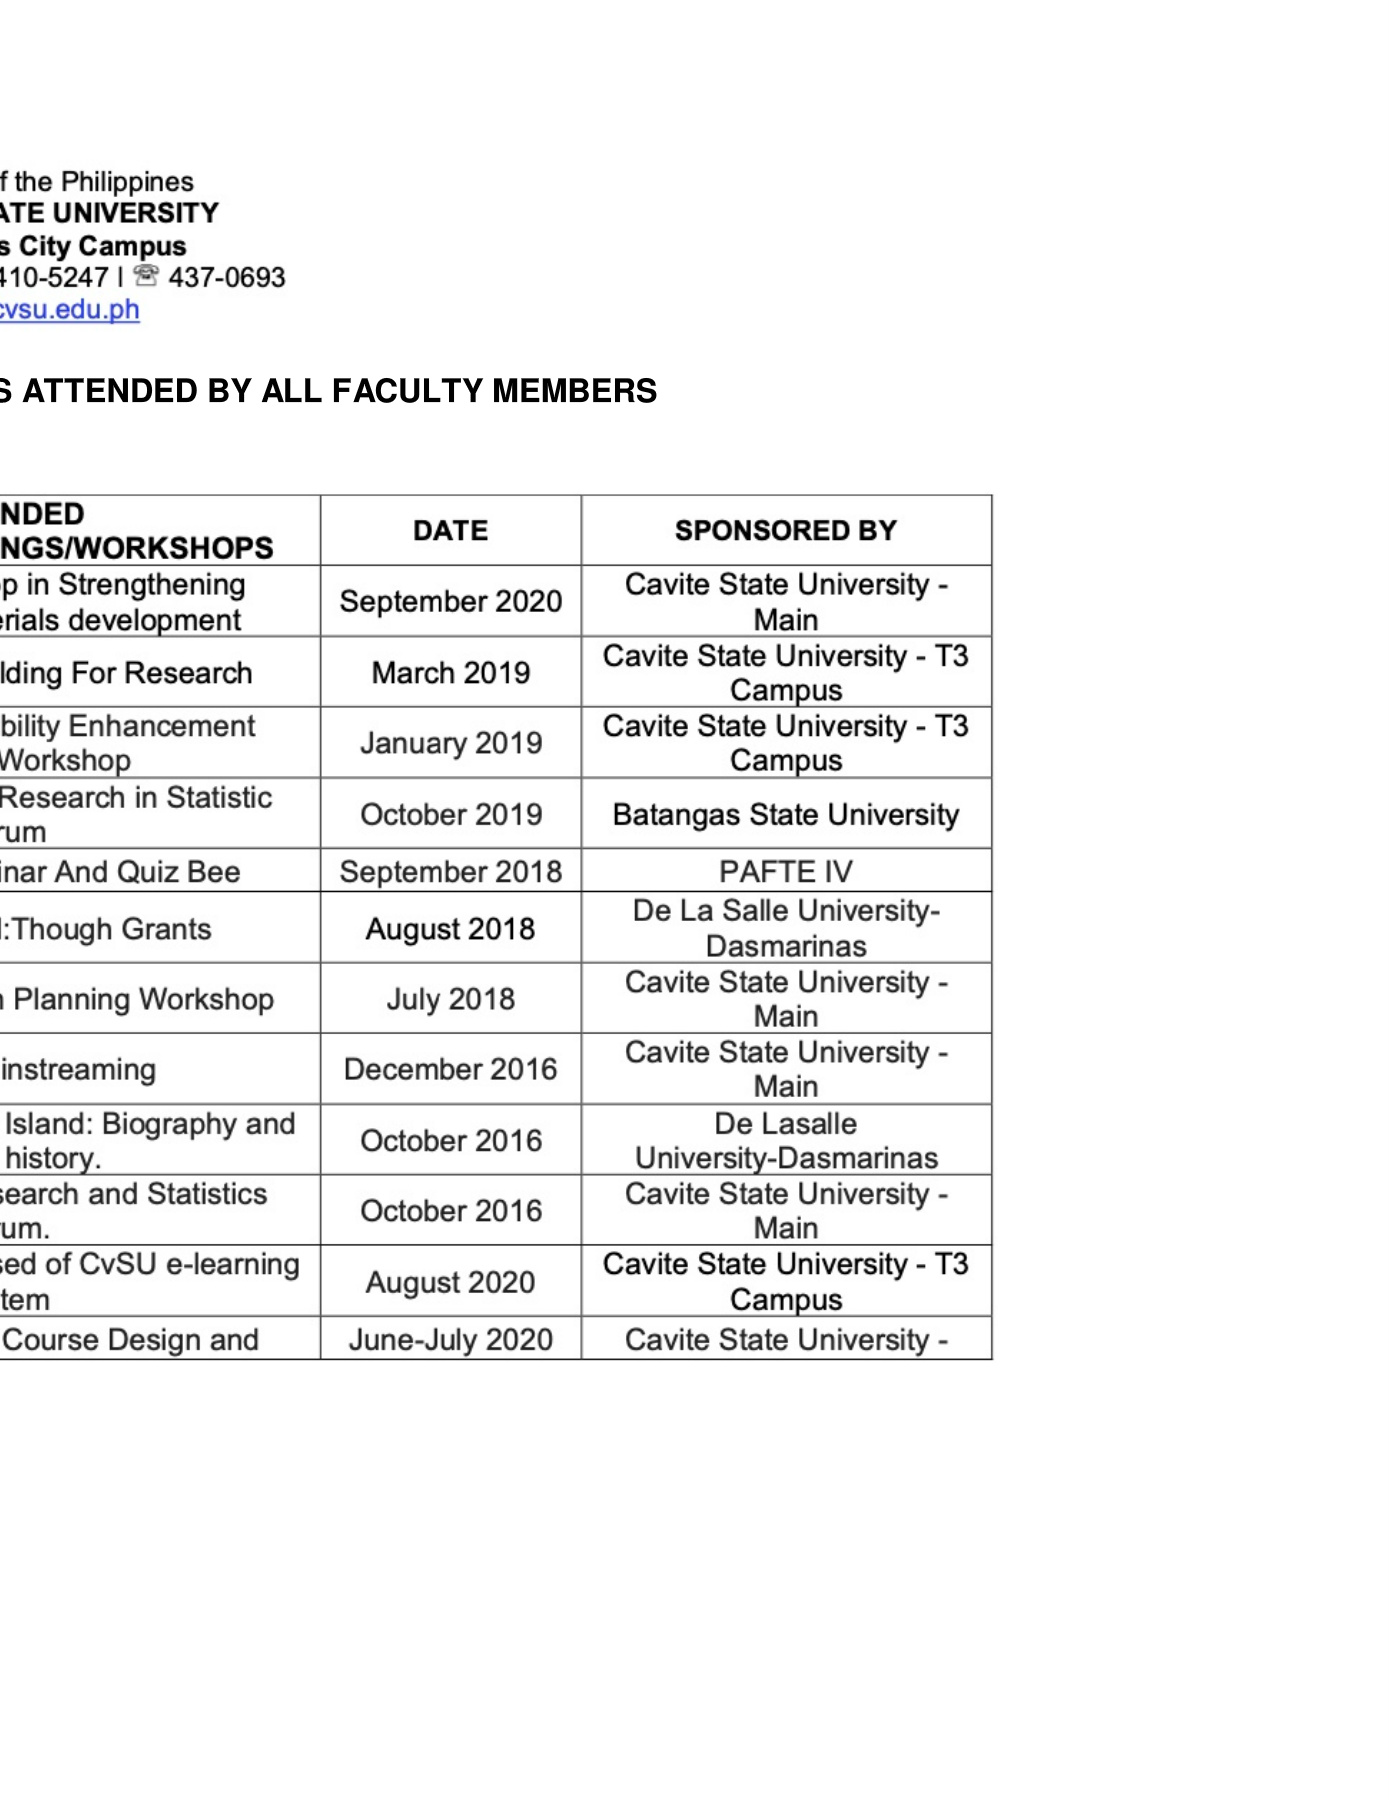 f the Philippines
ATE UNIVERSITY
s City Campus
410-5247 I ☏ 437-0693
cvsu.edu.ph
S ATTENDED BY ALL FACULTY MEMBERS
NDED
NGS/WORKSHOPS
DATE
SPONSORED BY
op in Strengthening
erials development
September 2020
Cavite State University -
Main
lding For Research
March 2019
Cavite State University - T3
Campus
bility Enhancement
Workshop
January 2019
Cavite State University - T3
Campus
Research in Statistic
rum
October 2019
Batangas State University
inar And Quiz Bee
September 2018
PAFTE IV
:Though Grants
August 2018
De La Salle University-
Dasmarinas
n Planning Workshop
July 2018
Cavite State University -
Main
instreaming
December 2016
Cavite State University -
Main
Island: Biography and
history.
October 2016
De Lasalle
University-Dasmarinas
search and Statistics
rum.
October 2016
Cavite State University -
Main
sed of CvSU e-learning
tem
August 2020
Cavite State University - T3
Campus
Course Design and
June-July 2020
Cavite State University -